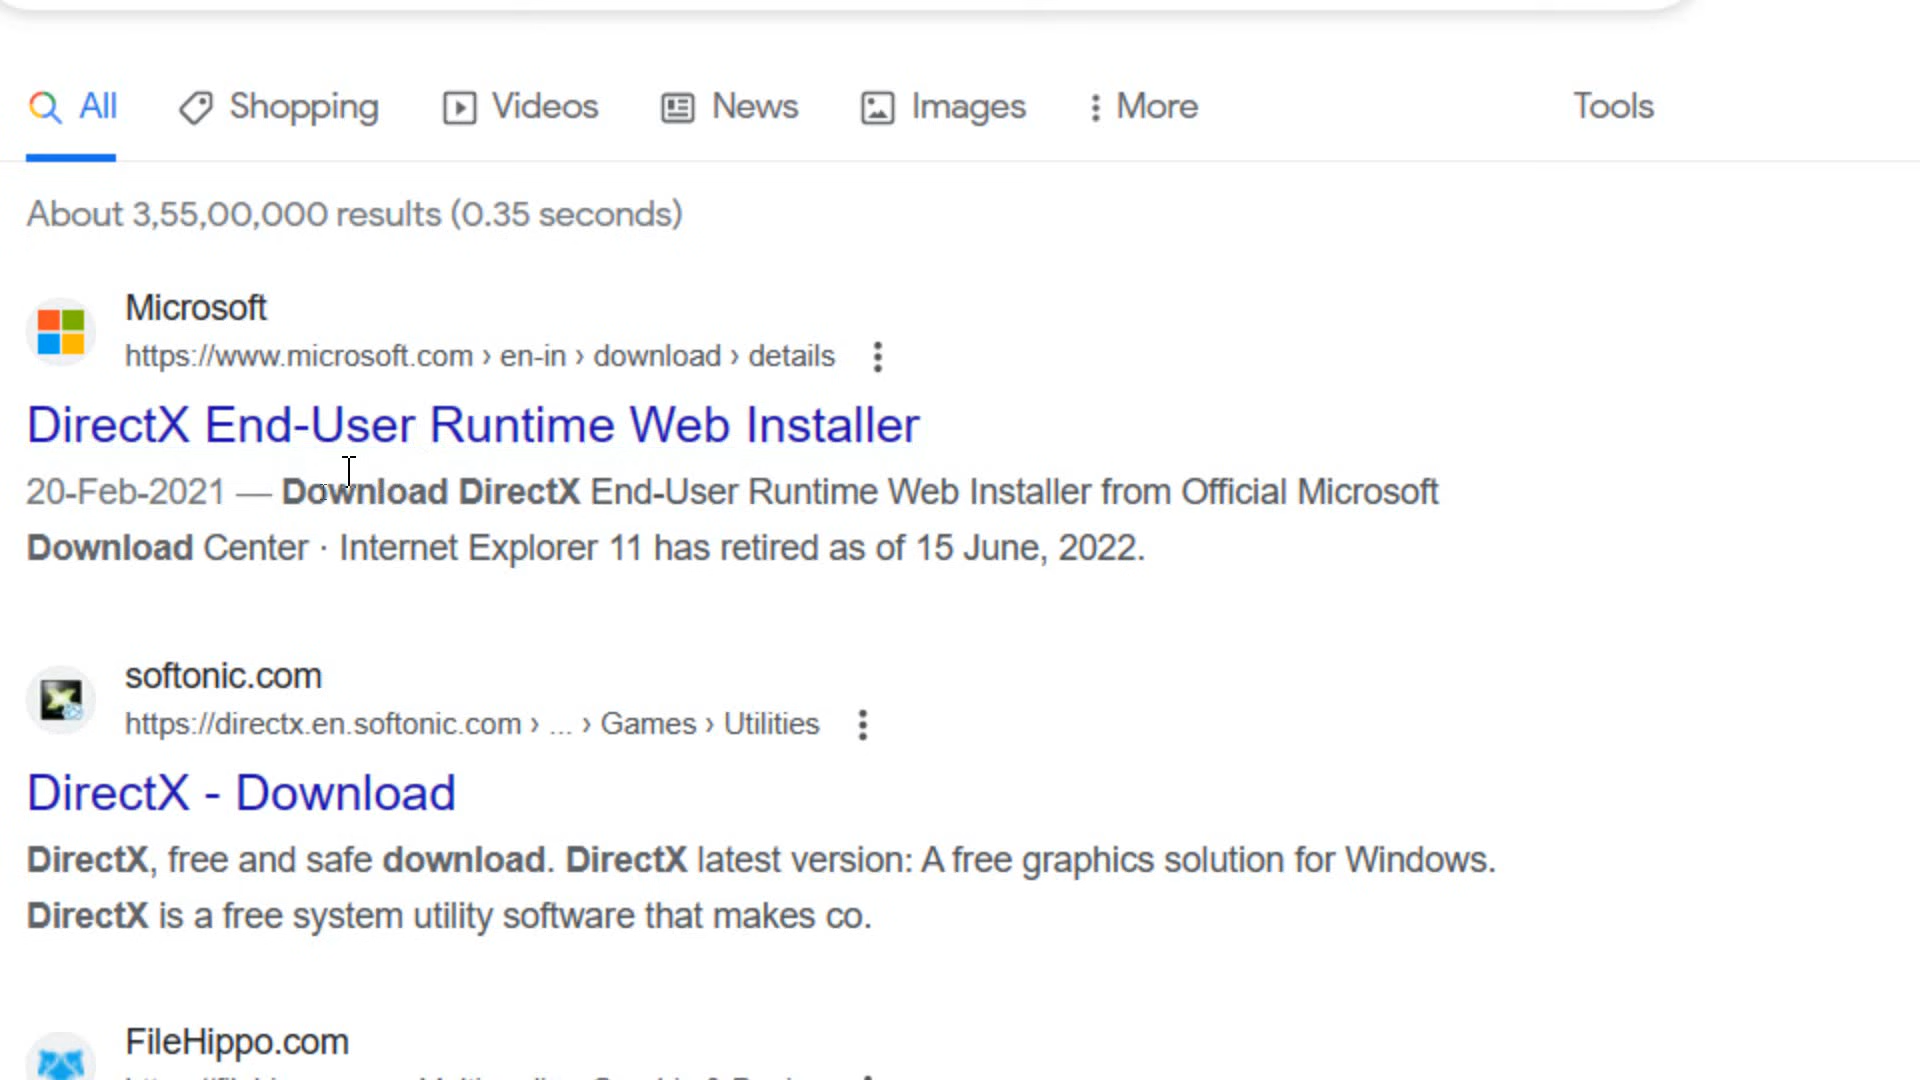 All Shopping Videos News Images More Tools
About 3,55,00,000 results (0.35 seconds)
Microsoft
https://www.microsoft.com › en-in › download › details
DirectX End-User Runtime Web Installer
20-Feb-2021 — Download DirectX End-User Runtime Web Installer from Official Microsoft
Download Center · Internet Explorer 11 has retired as of 15 June, 2022.
softonic.com
https://directx.en.softonic.com › ... › Games › Utilities
DirectX - Download
DirectX, free and safe download. DirectX latest version: A free graphics solution for Windows.
DirectX is a free system utility software that makes co.
FileHippo.com